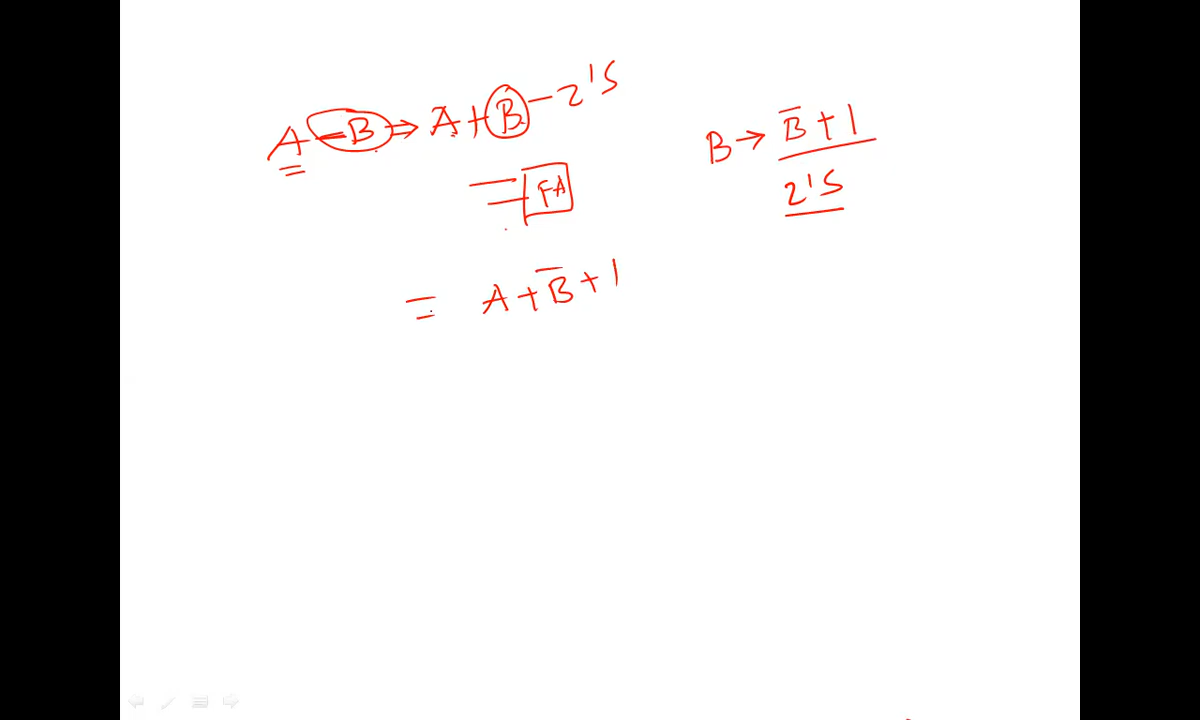 A - B ⇒ A + B - 2's
B → B̅ + 1
2's
= FA
= A + B̅ + 1